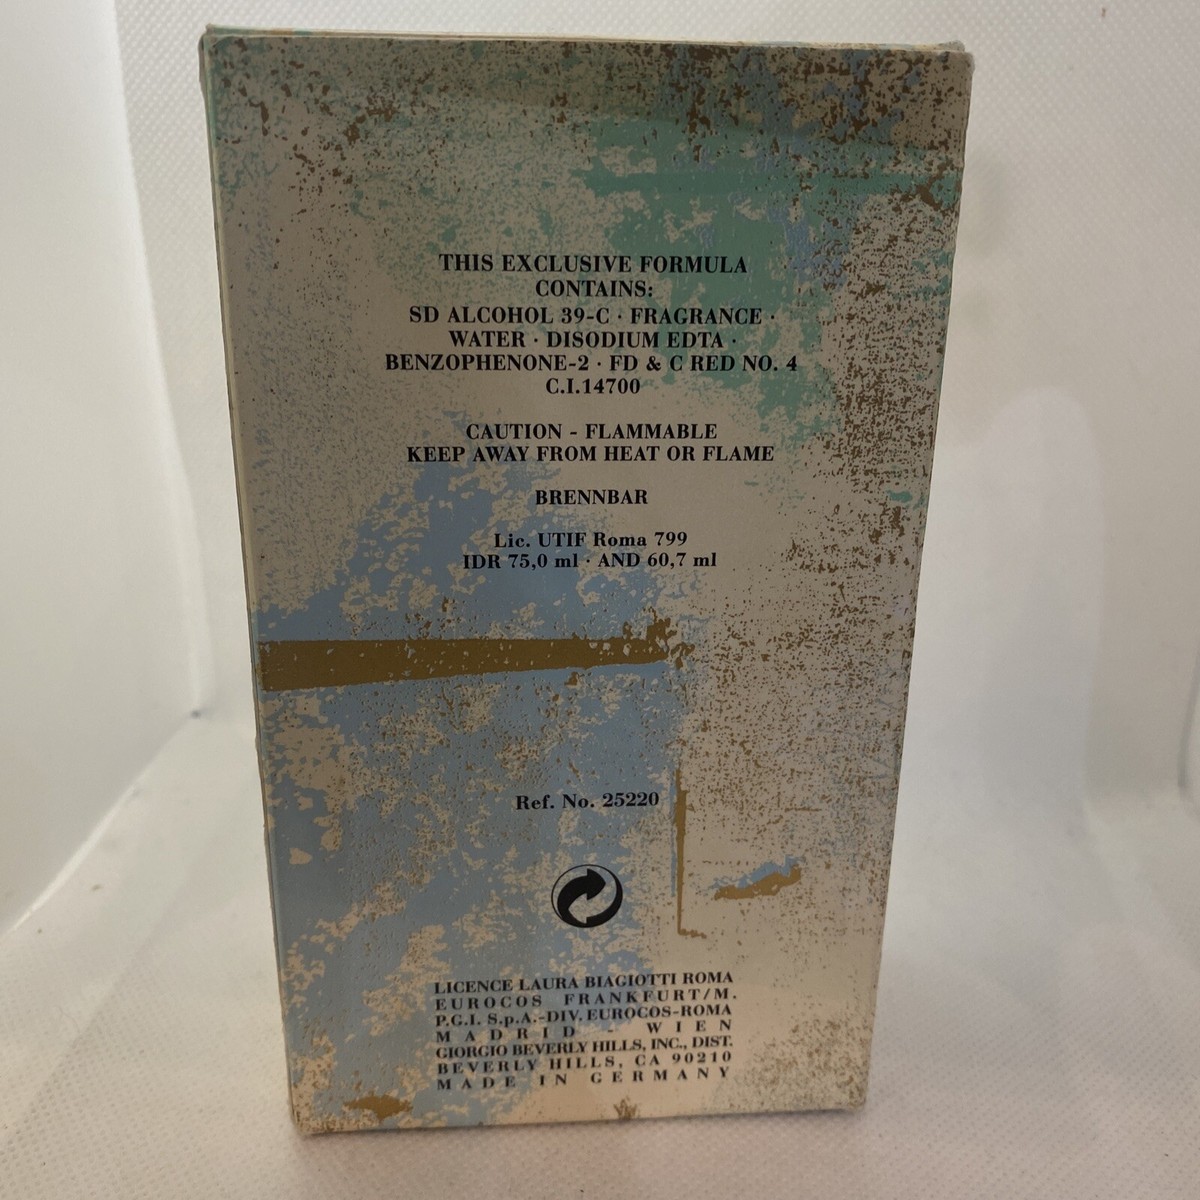 THIS EXCLUSIVE FORMULA
CONTAINS:
SD ALCOHOL 39-C · FRAGRANCE ·
WATER · DISODIUM EDTA ·
BENZOPHENONE-2 · FD & C RED NO. 4
C.I.14700
CAUTION - FLAMMABLE
KEEP AWAY FROM HEAT OR FLAME
BRENNBAR
Lic. UTIF Roma 799
IDR 75,0 ml · AND 60,7 ml
Ref. No. 25220
LICENCE LAURA BIAGIOTTI ROMA
EUROCOS FRANKFURT/M.
P.G.I. S.p.A.-DIV. EUROCOS-ROMA
MADRID - WIEN
GIORGIO BEVERLY HILLS, INC., DIST.
BEVERLY HILLS, CA 90210
MADE IN GERMANY